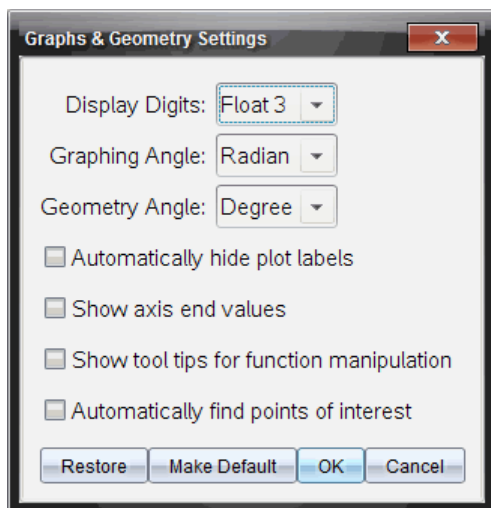 Graphs & Geometry Settings
Display Digits: Float 3
Graphing Angle: Radian
Geometry Angle: Degree
Automatically hide plot labels
Show axis end values
Show tool tips for function manipulation
Automatically find points of interest
Restore Make Default OK Cancel